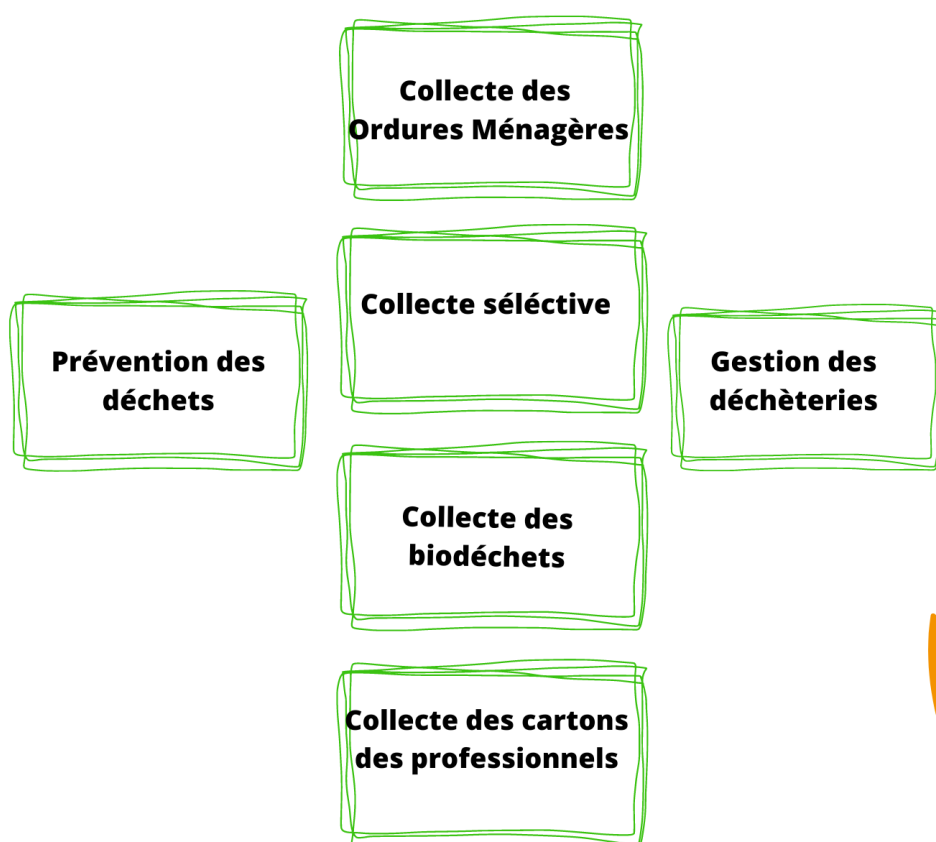 Collecte des
Ordures Ménagères
Collecte séléctive
Prévention des
déchets
Gestion des
déchèteries
Collecte des
biodéchets
Collecte des cartons
des professionnels